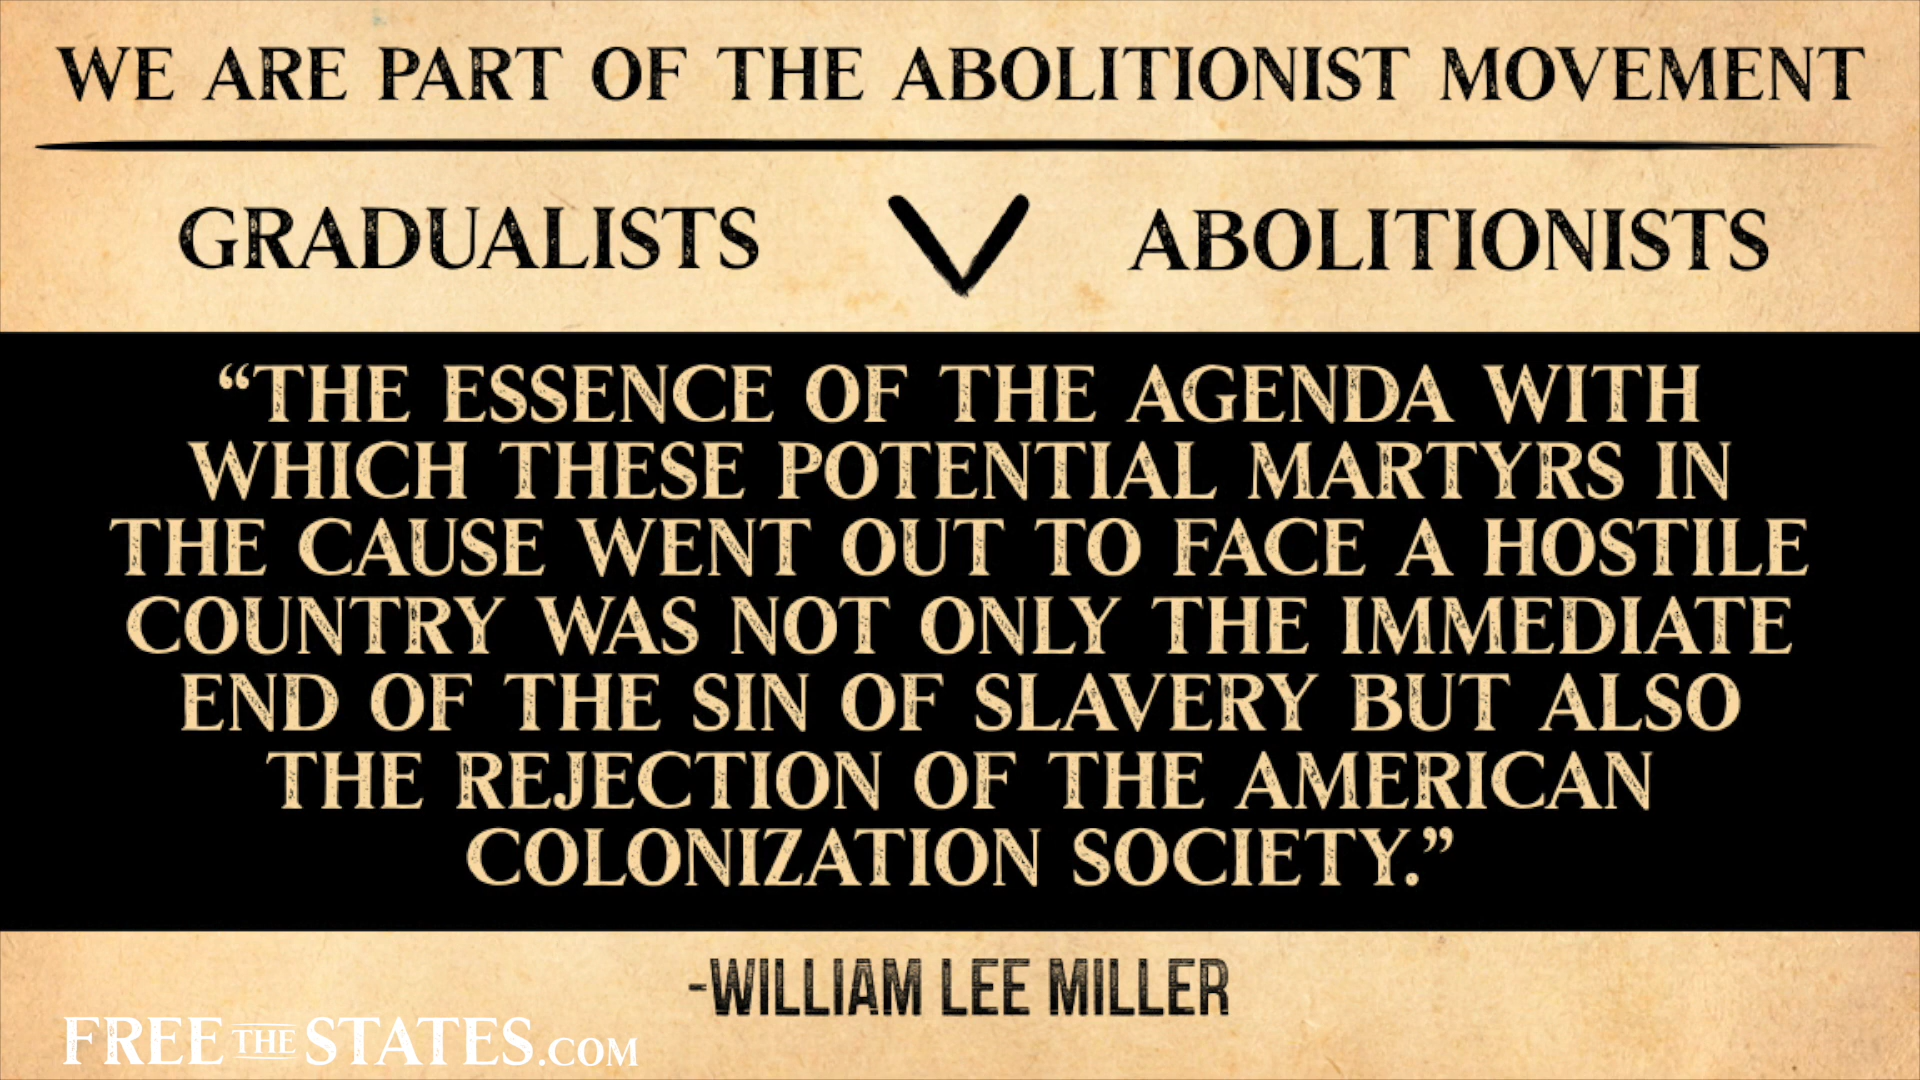 WE ARE PART OF THE ABOLITIONIST MOVEMENT
GRADUALISTS V ABOLITIONISTS
“THE ESSENCE OF THE AGENDA WITH
WHICH THESE POTENTIAL MARTYRS IN
THE CAUSE WENT OUT TO FACE A HOSTILE
COUNTRY WAS NOT ONLY THE IMMEDIATE
END OF THE SIN OF SLAVERY BUT ALSO
THE REJECTION OF THE AMERICAN
COLONIZATION SOCIETY.”
-WILLIAM LEE MILLER
FREE THE STATES.COM